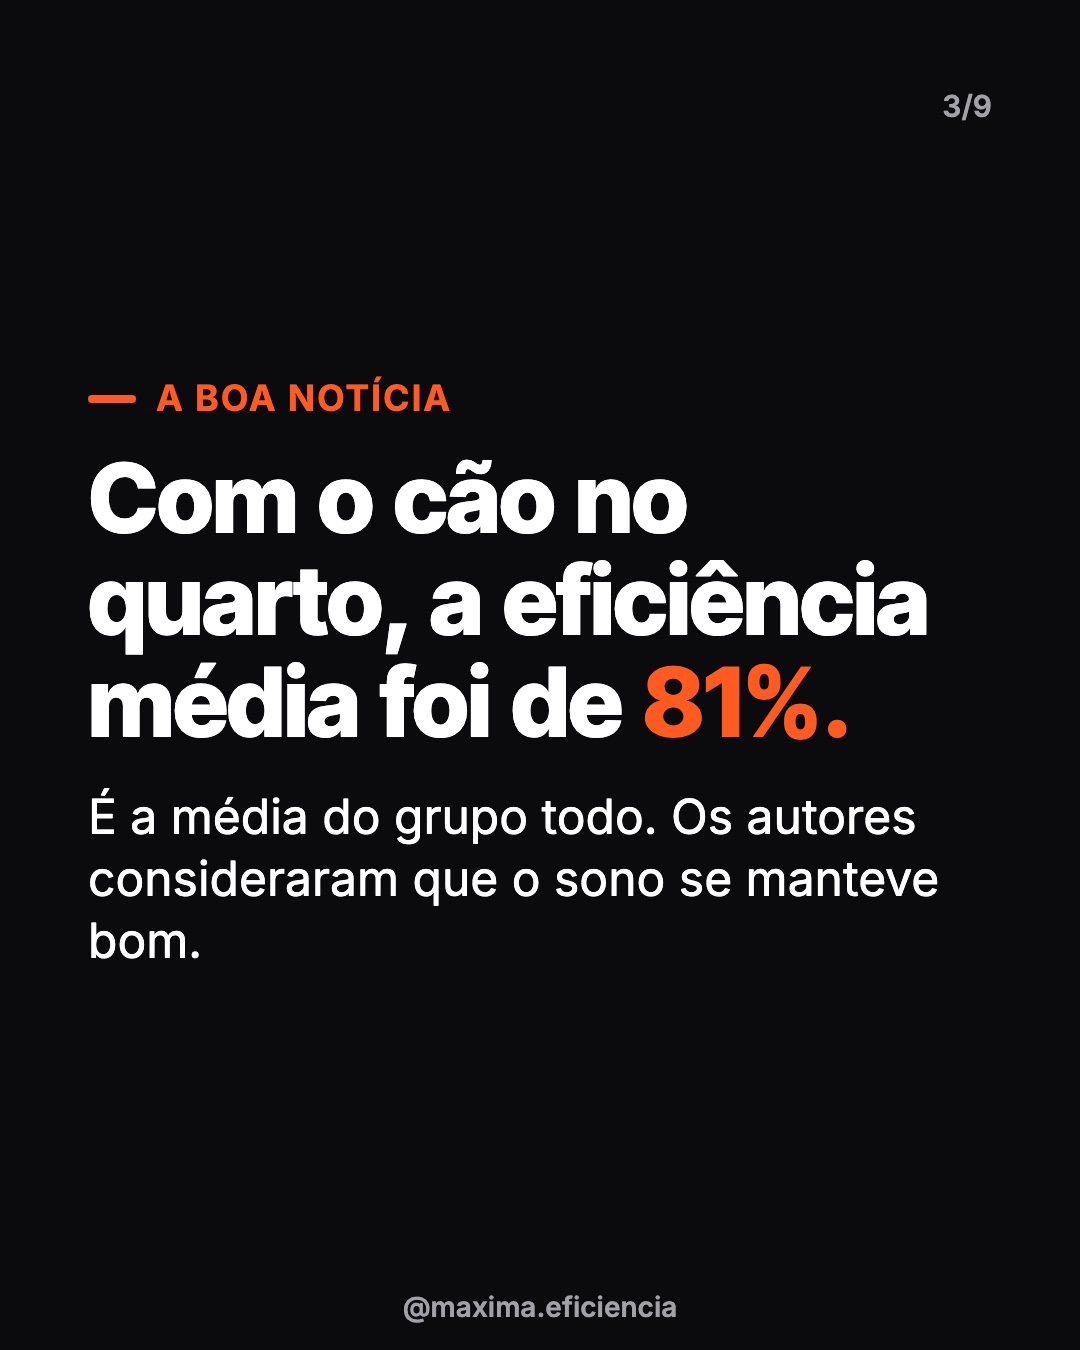 3/9
A BOA NOTÍCIA
Com o cão no
quarto, a eficiência
média foi de 81%.
É a média do grupo todo. Os autores
consideraram que o sono se manteve
bom.
@maxima.eficiencia